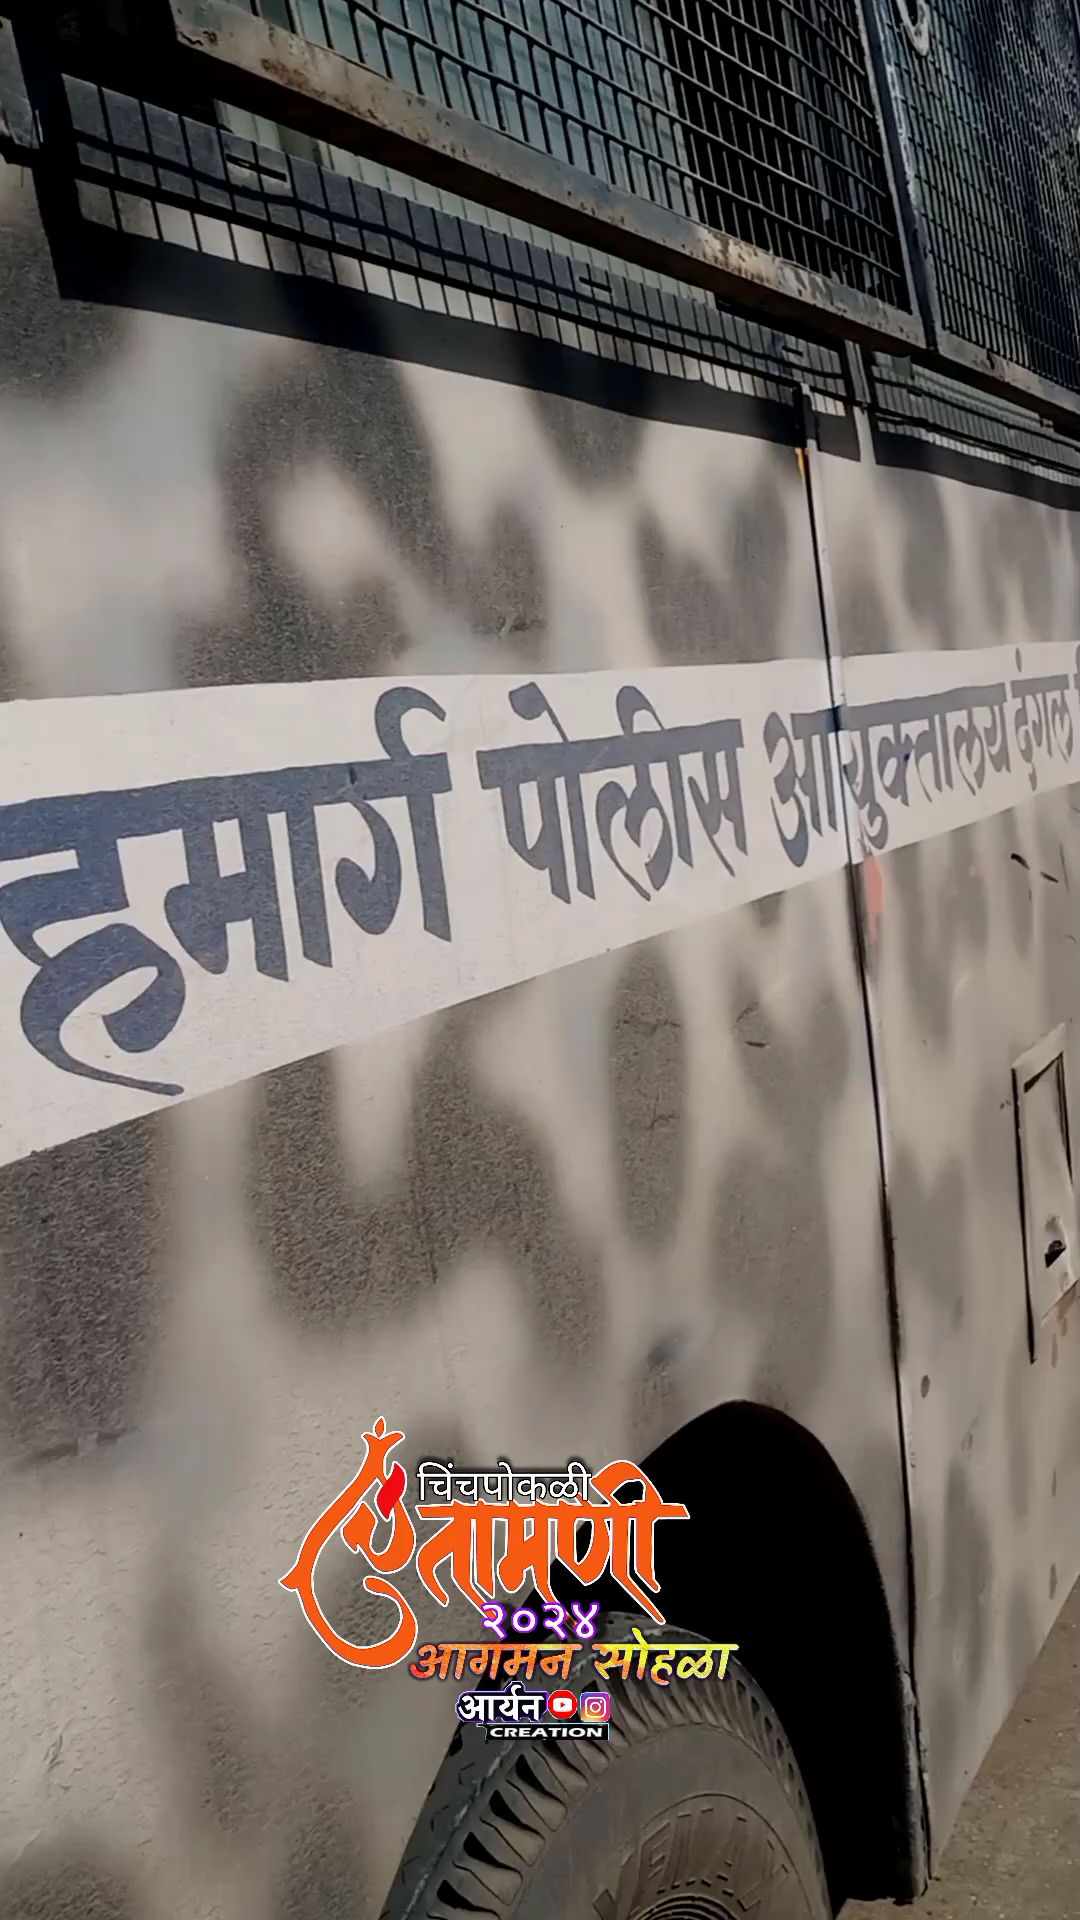 हमार्ग पोलीस आयुक्तालय दंगल
चिंचपोकळी
चिंतामणी
२०२४
आगमन सोहळा
आर्यन
CREATION